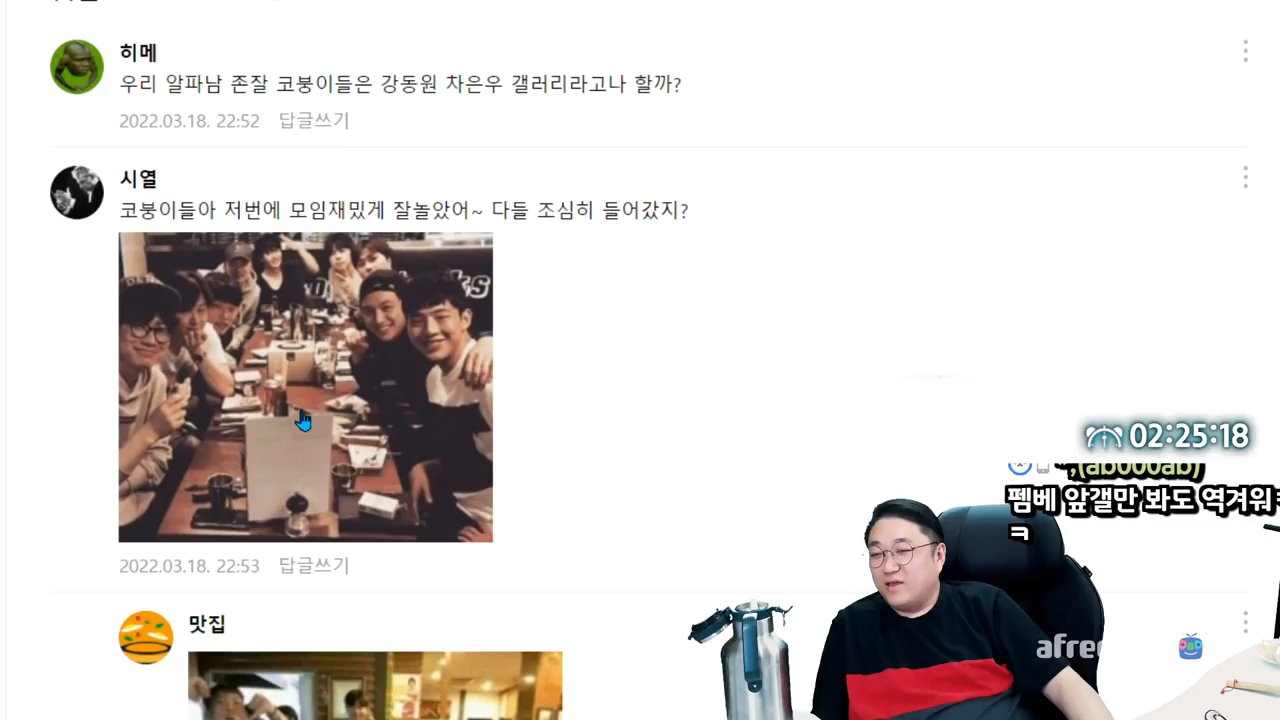 히메
우리 알파남 존잘 코붕이들은 강동원 차은우 갤러리라고나 할까?
2022.03.18. 22:52 답글쓰기
시열
코붕이들아 저번에 모임재밌게 잘놀았어~ 다들 조심히 들어갔지?
2022.03.18. 22:53 답글쓰기
02:25:18
(ab000ab)
펨베 앞갤만 봐도 역겨워
ㅋ
맛집